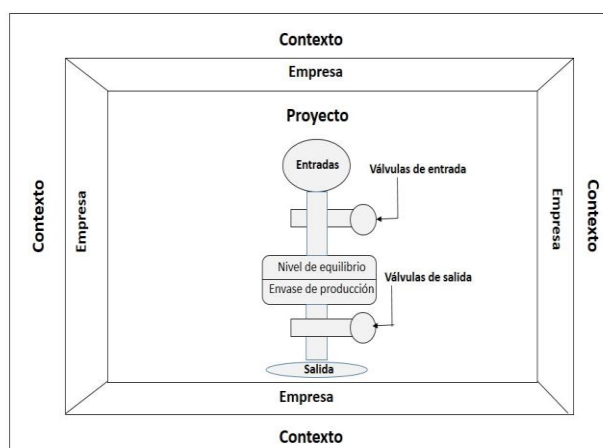 Contexto
Empresa
Proyecto
Entradas
Válvulas de entrada
Contexto
Empresa
Empresa
Contexto
Nivel de equilibrio
Envase de producción
Válvulas de salida
Salida
Empresa
Contexto